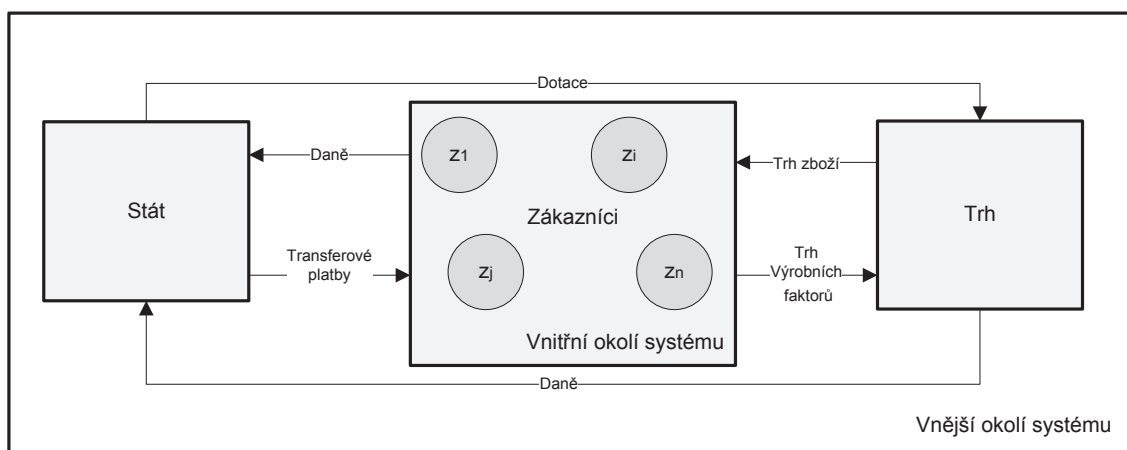 Dotace
Daně
Z1
Zi
Trh zboží
Stát
Zákazníci
Trh
Transferové
platby
Zj
Zn
Trh
Výrobních
faktorů
Vnitřní okolí systému
Daně
Vnější okolí systému